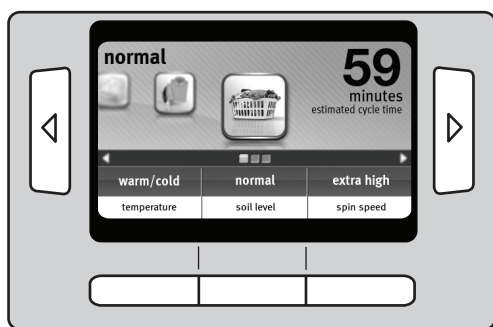 normal
59
minutes
estimated cycle time
warm/cold normal extra high
temperature soil level spin speed